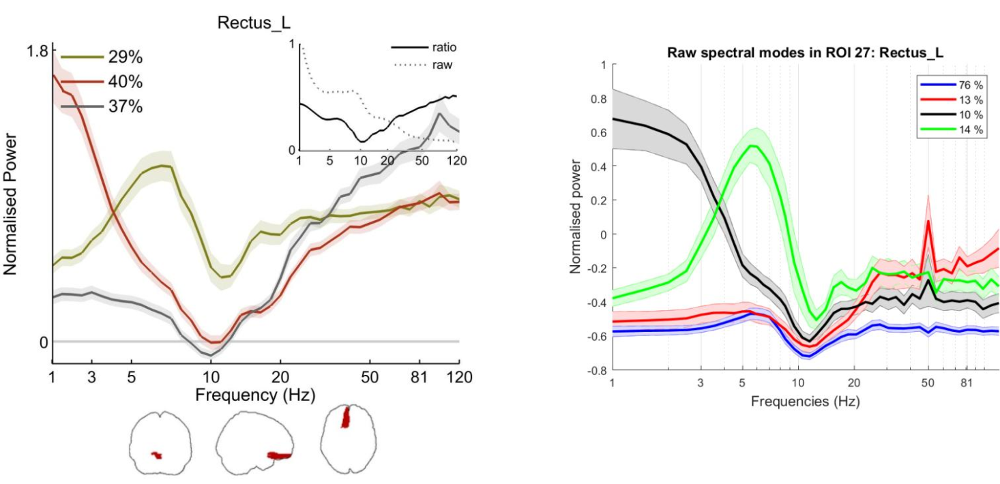 Rectus_L
1.8
29%
40%
37%
0
Normalised Power
1 3 5 10 20 50 81 120
Frequency (Hz)
1
ratio
raw
0
1 5 10 20 50 120
Raw spectral modes in ROI 27: Rectus_L
1
0.8
0.6
0.4
0.2
0
-0.2
-0.4
-0.6
-0.8
76 %
13 %
10 %
14 %
Normalised power
1 3 5 10 20 50 81
Frequencies (Hz)